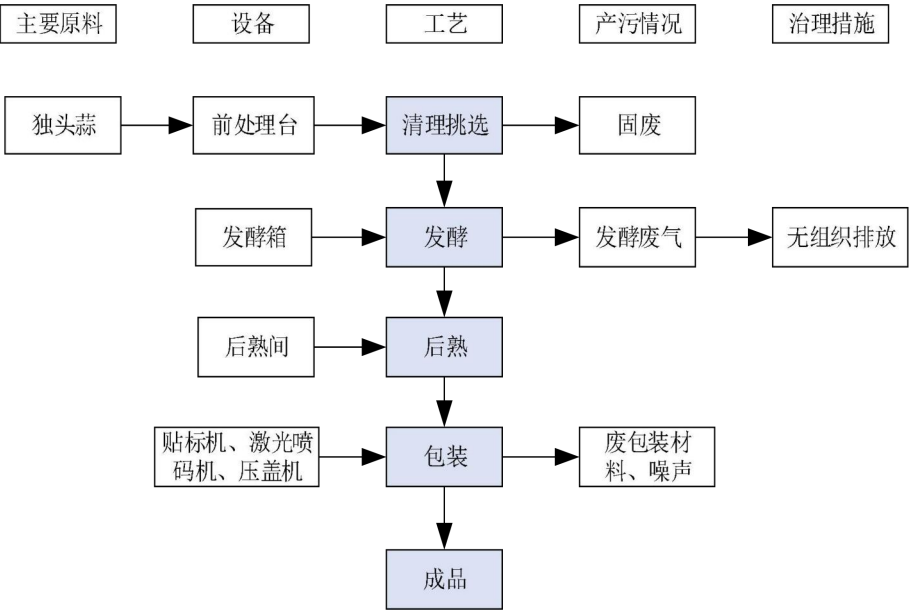 主要原料
设备
工艺
产污情况
治理措施
独头蒜
前处理台
清理挑选
固废
发酵箱
发酵
发酵废气
无组织排放
后熟间
后熟
贴标机、激光喷
码机、压盖机
包装
废包装材
料、噪声
成品